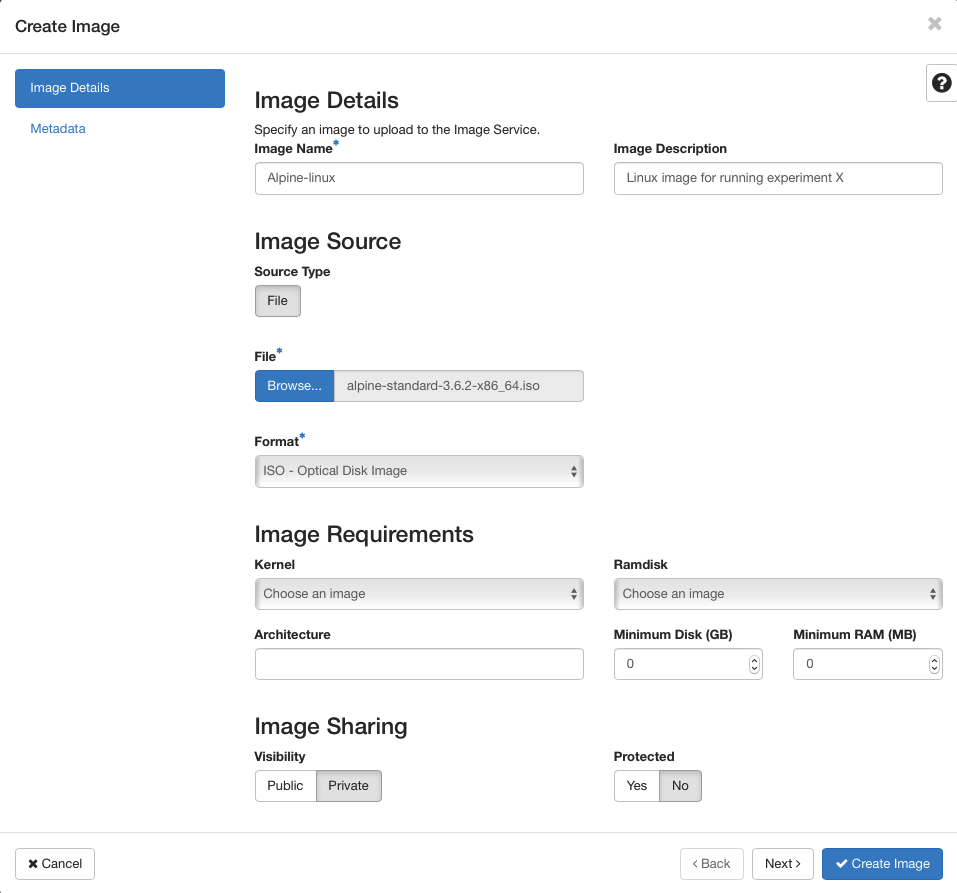 Create Image
Image Details
Metadata
Image Details
Specify an image to upload to the Image Service.
Image Name* Image Description
Alpine-linux Linux image for running experiment X
Image Source
Source Type
File
File*
Browse... alpine-standard-3.6.2-x86_64.iso
Format*
ISO - Optical Disk Image
Image Requirements
Kernel Ramdisk
Choose an image Choose an image
Architecture Minimum Disk (GB) Minimum RAM (MB)
0 0
Image Sharing
Visibility Protected
Public Private Yes No
✖ Cancel ‹ Back Next › ✔ Create Image